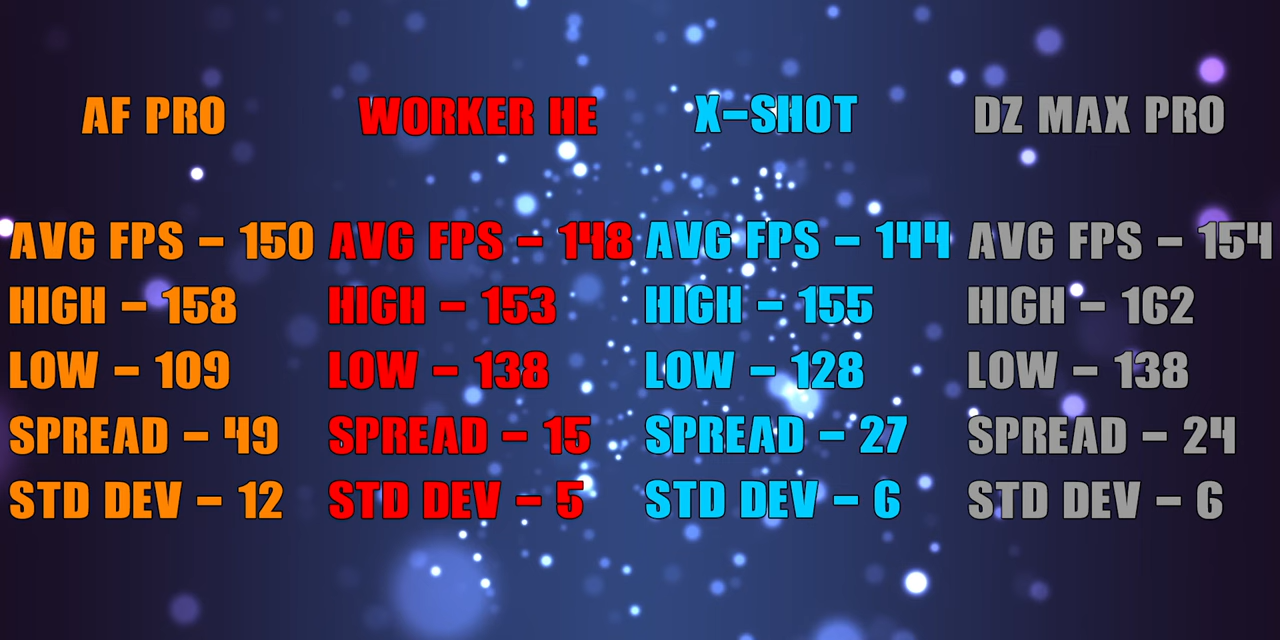 AF PRO WORKER HE X-SHOT DZ MAX PRO
AVG FPS - 150 AVG FPS - 148 AVG FPS - 144 AVG FPS - 154
HIGH - 158 HIGH - 153 HIGH - 155 HIGH - 162
LOW - 109 LOW - 138 LOW - 128 LOW - 138
SPREAD - 49 SPREAD - 15 SPREAD - 27 SPREAD - 24
STD DEV - 12 STD DEV - 5 STD DEV - 6 STD DEV - 6